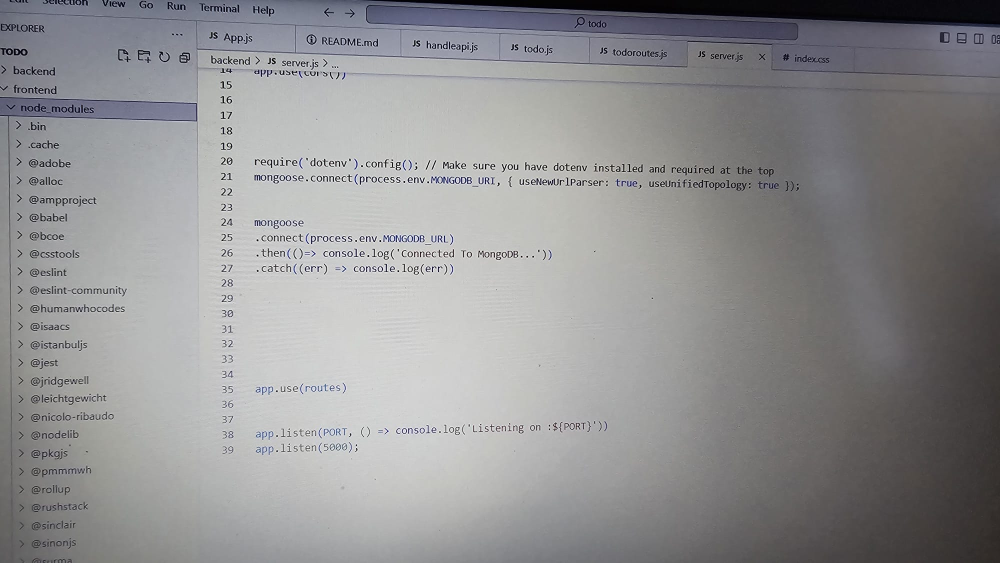 Edit Selection View Go Run Terminal Help
todo
EXPLORER
...
TODO
backend
frontend
node_modules
.bin
.cache
@adobe
@alloc
@ampproject
@babel
@bcoe
@csstools
@eslint
@eslint-community
@humanwhocodes
@isaacs
@istanbuljs
@jest
@jridgewell
@leichtgewicht
@nicolo-ribaudo
@nodelib
@pkgjs
@pmmmwh
@rollup
@rushstack
@sinclair
@sinonjs
@surma
JS App.js
README.md
JS handleapi.js
JS todo.js
JS todoroutes.js
JS server.js
# index.css
backend > JS server.js > ...
14 app.use(cors())
15
16
17
18
19
20 require('dotenv').config(); // Make sure you have dotenv installed and required at the top
21 mongoose.connect(process.env.MONGODB_URI, { useNewUrlParser: true, useUnifiedTopology: true });
22
23
24 mongoose
25 .connect(process.env.MONGODB_URL)
26 .then(()=> console.log('Connected To MongoDB...'))
27 .catch((err) => console.log(err))
28
29
30
31
32
33
34
35 app.use(routes)
36
37
38 app.listen(PORT, () => console.log('Listening on :${PORT}'))
39 app.listen(5000);